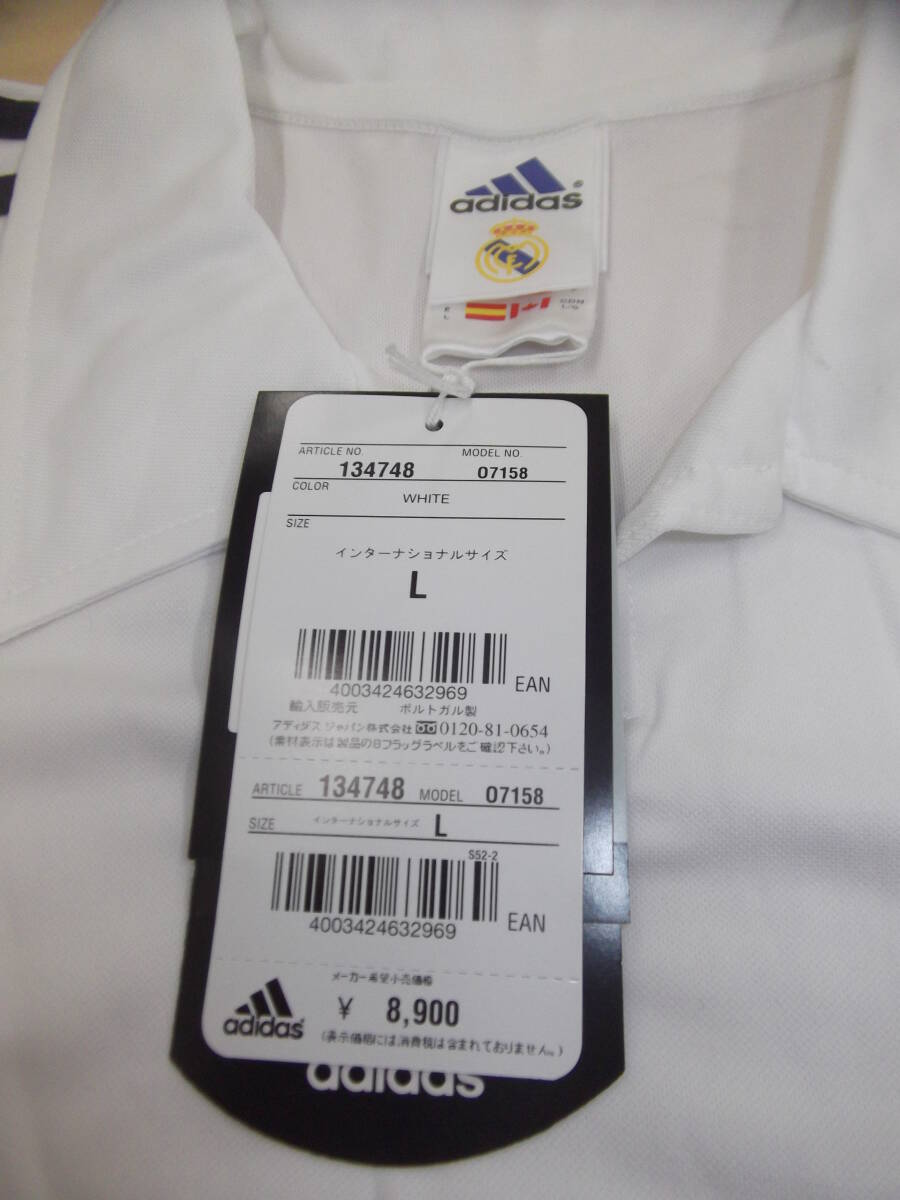 adidas
ARTICLE NO. MODEL NO.
134748 07158
COLOR
WHITE
SIZE
インターナショナルサイズ
L
4003424632969 EAN
輸入販売元 ポルトガル製
アディダス ジャパン株式会社 0120-81-0654
(素材表示は製品のBフラッグラベルをご確認下さい。)
ARTICLE 134748 MODEL 07158
SIZE インターナショナルサイズ L
S52-2
4003424632969 EAN
メーカー希望小売価格
¥ 8,900
adidas
(表示価格には、消費税は含まれておりません。)
adidas